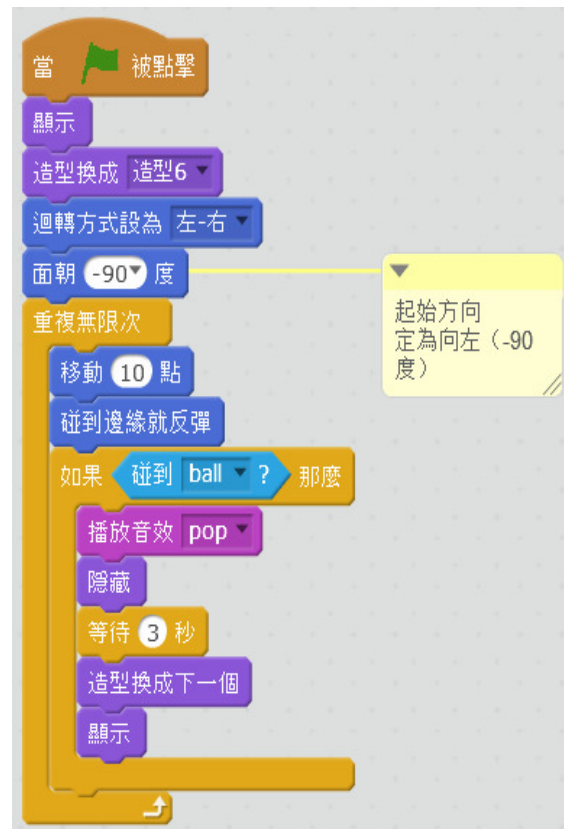 當 被點擊
顯示
造型換成 造型6
迴轉方式設為 左-右
面朝 -90 度
起始方向
定為向左（-90
度）
重複無限次
移動 10 點
碰到邊緣就反彈
如果 碰到 ball ? 那麼
播放音效 pop
隱藏
等待 3 秒
造型換成下一個
顯示